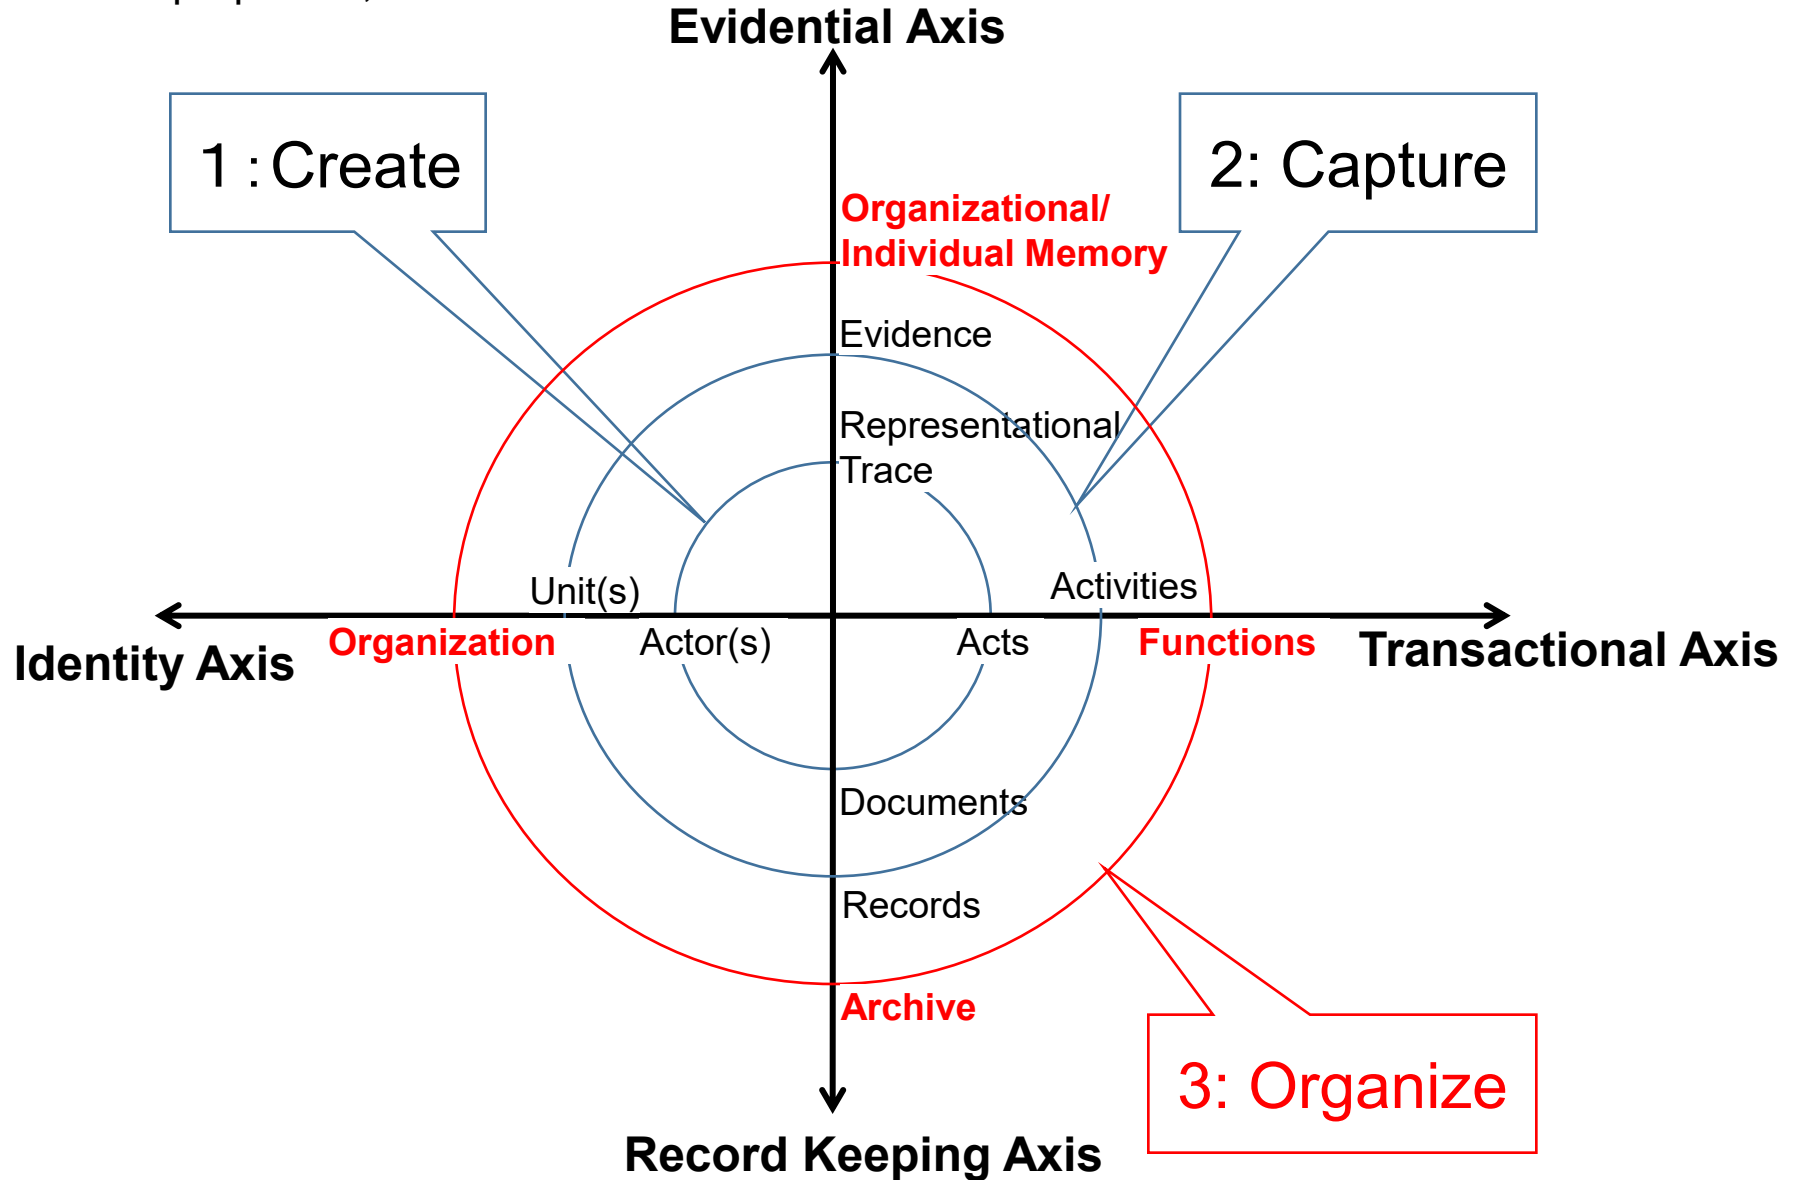 Evidential Axis
１:Create
2: Capture
Organizational/
Individual Memory
Evidence
Representational
Trace
Unit(s)
Activities
Identity Axis
Organization
Actor(s)
Acts
Functions
Transactional Axis
Documents
Records
Archive
3: Organize
Record Keeping Axis